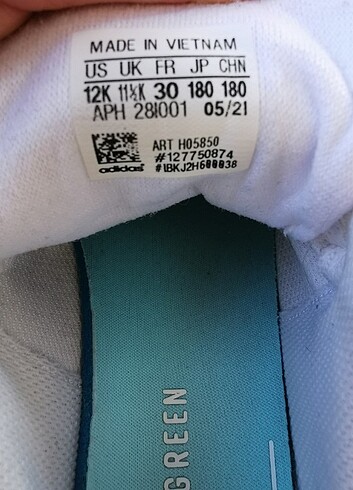 MADE IN VIETNAM
US UK FR JP CHN
12K 11½K 30 180 180
APH 28I001 05/21
ART H05850
#127750874
adidas
GREEN